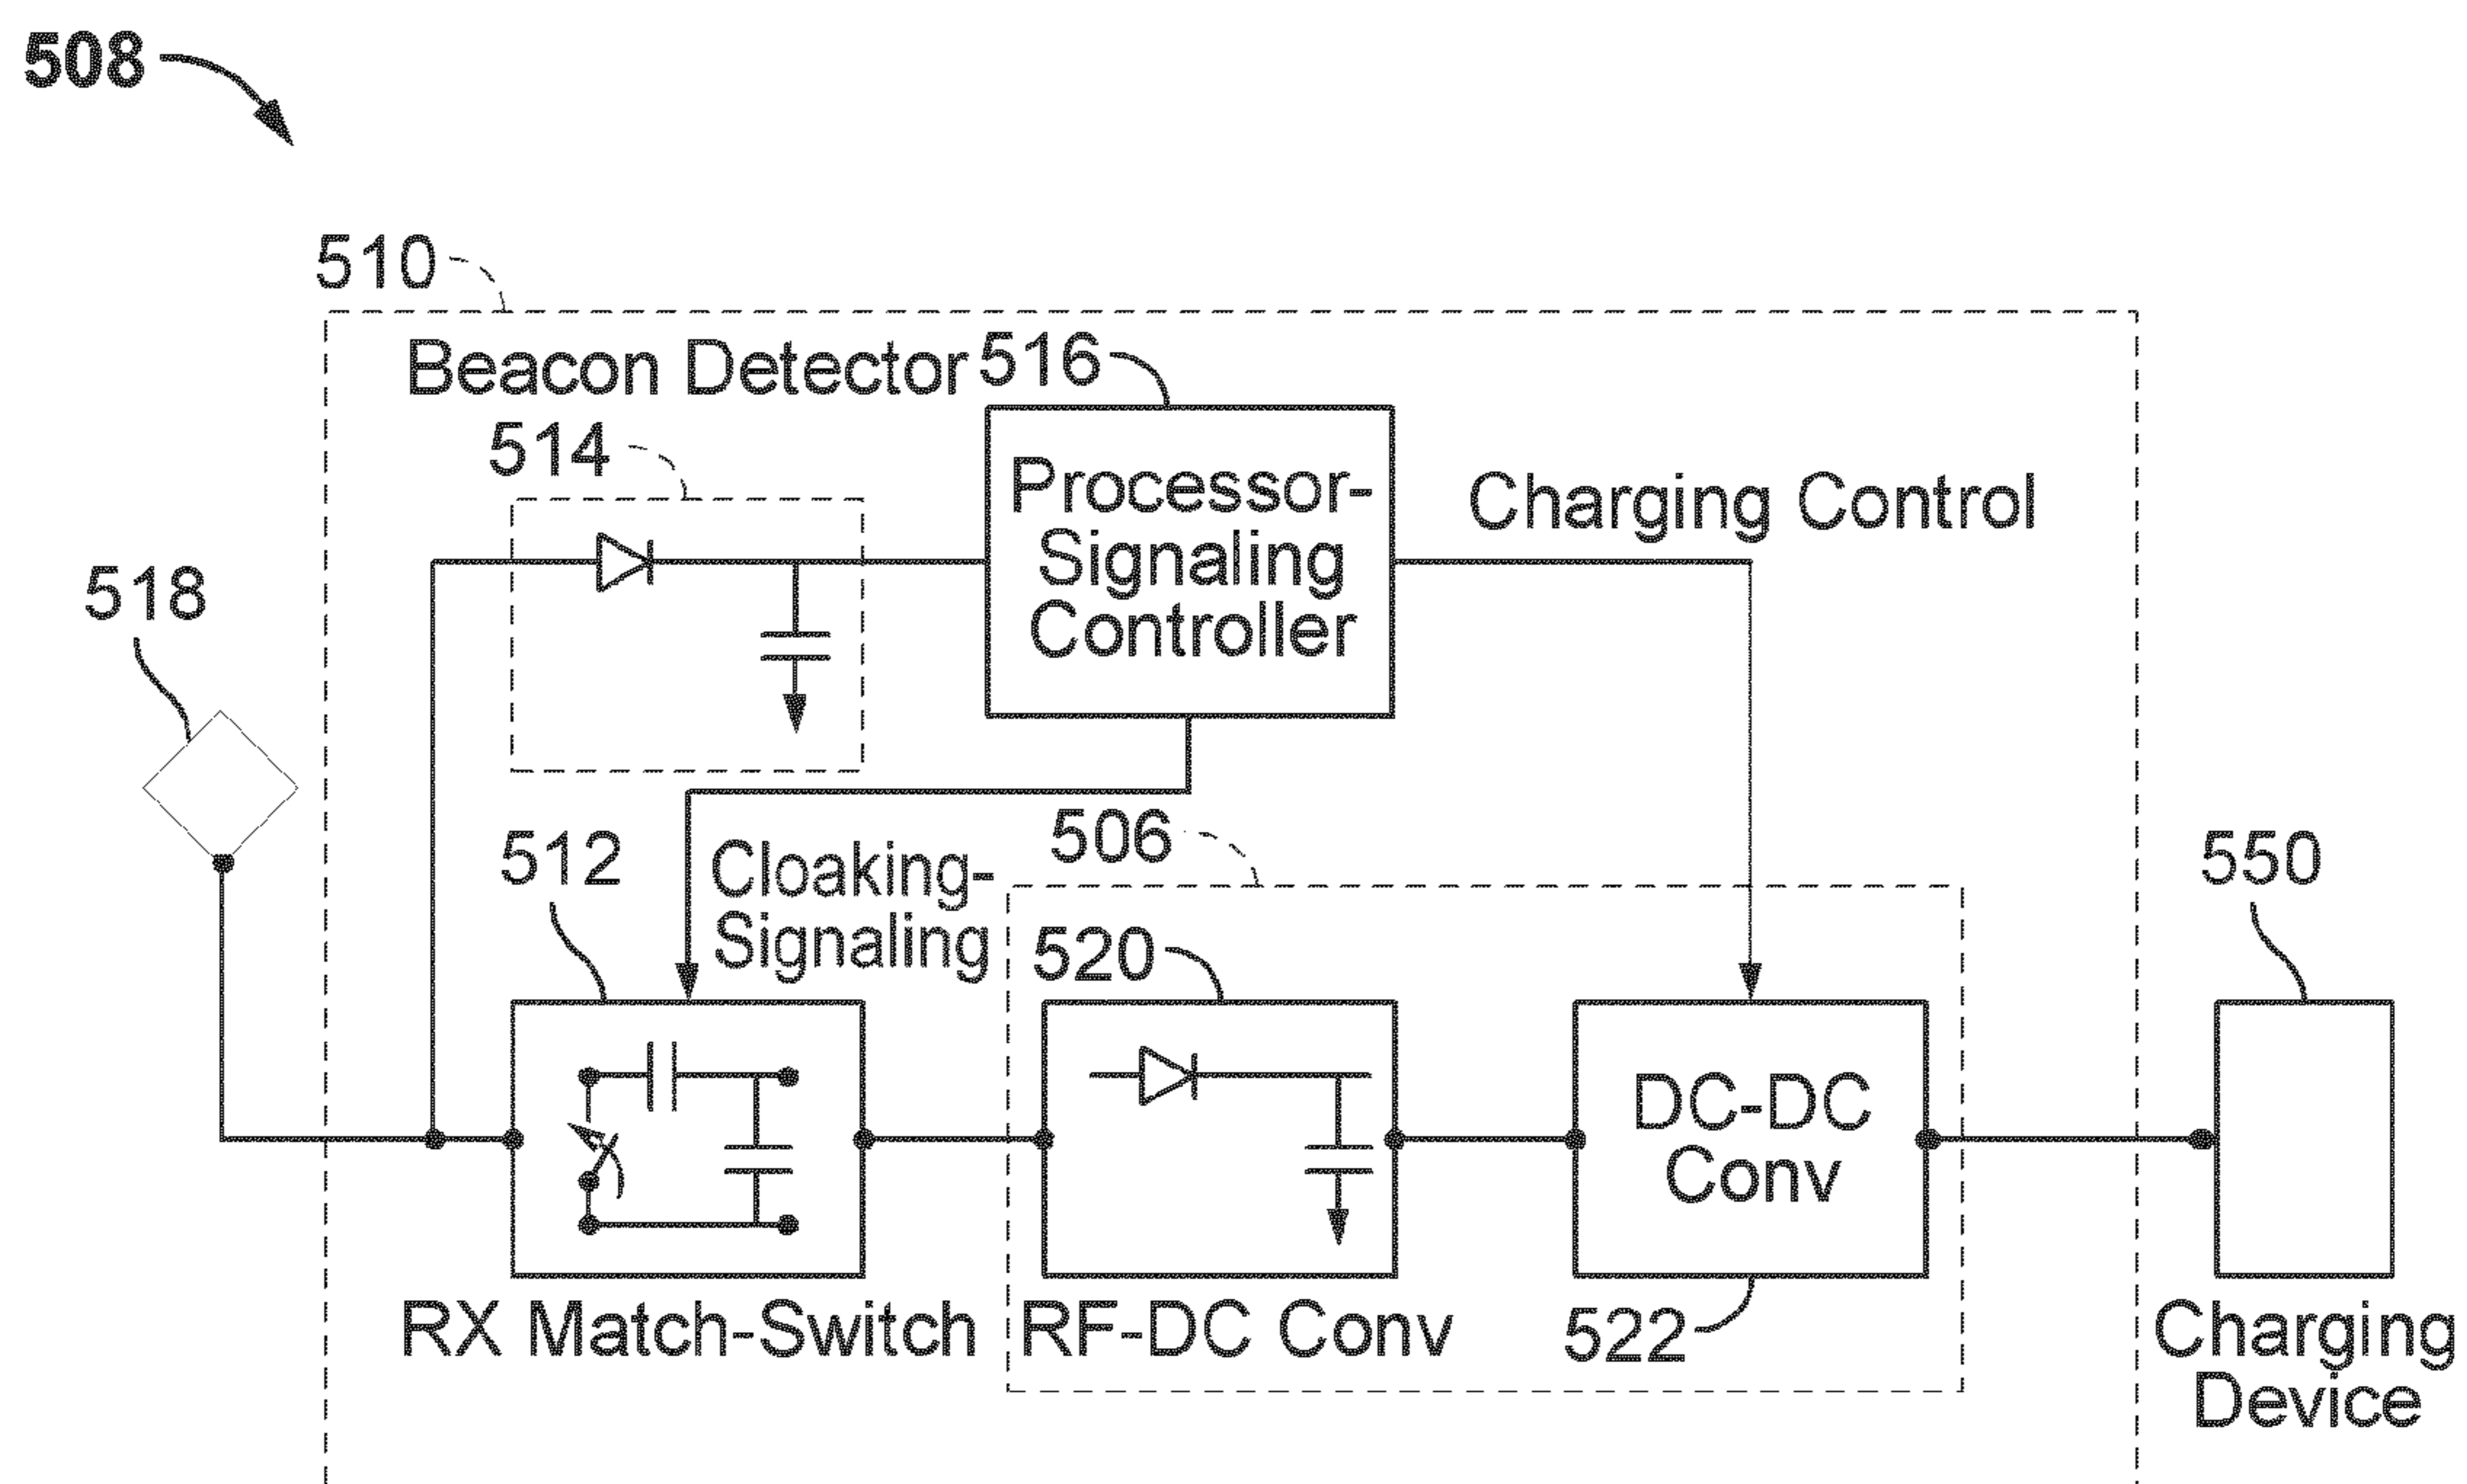 508
510
Beacon Detector
516
514
Processor-
Signaling
Controller
Charging Control
518
506
512
Cloaking-
Signaling
520
550
DC-DC
Conv
RX Match-Switch
RF-DC Conv
522
Charging
Device